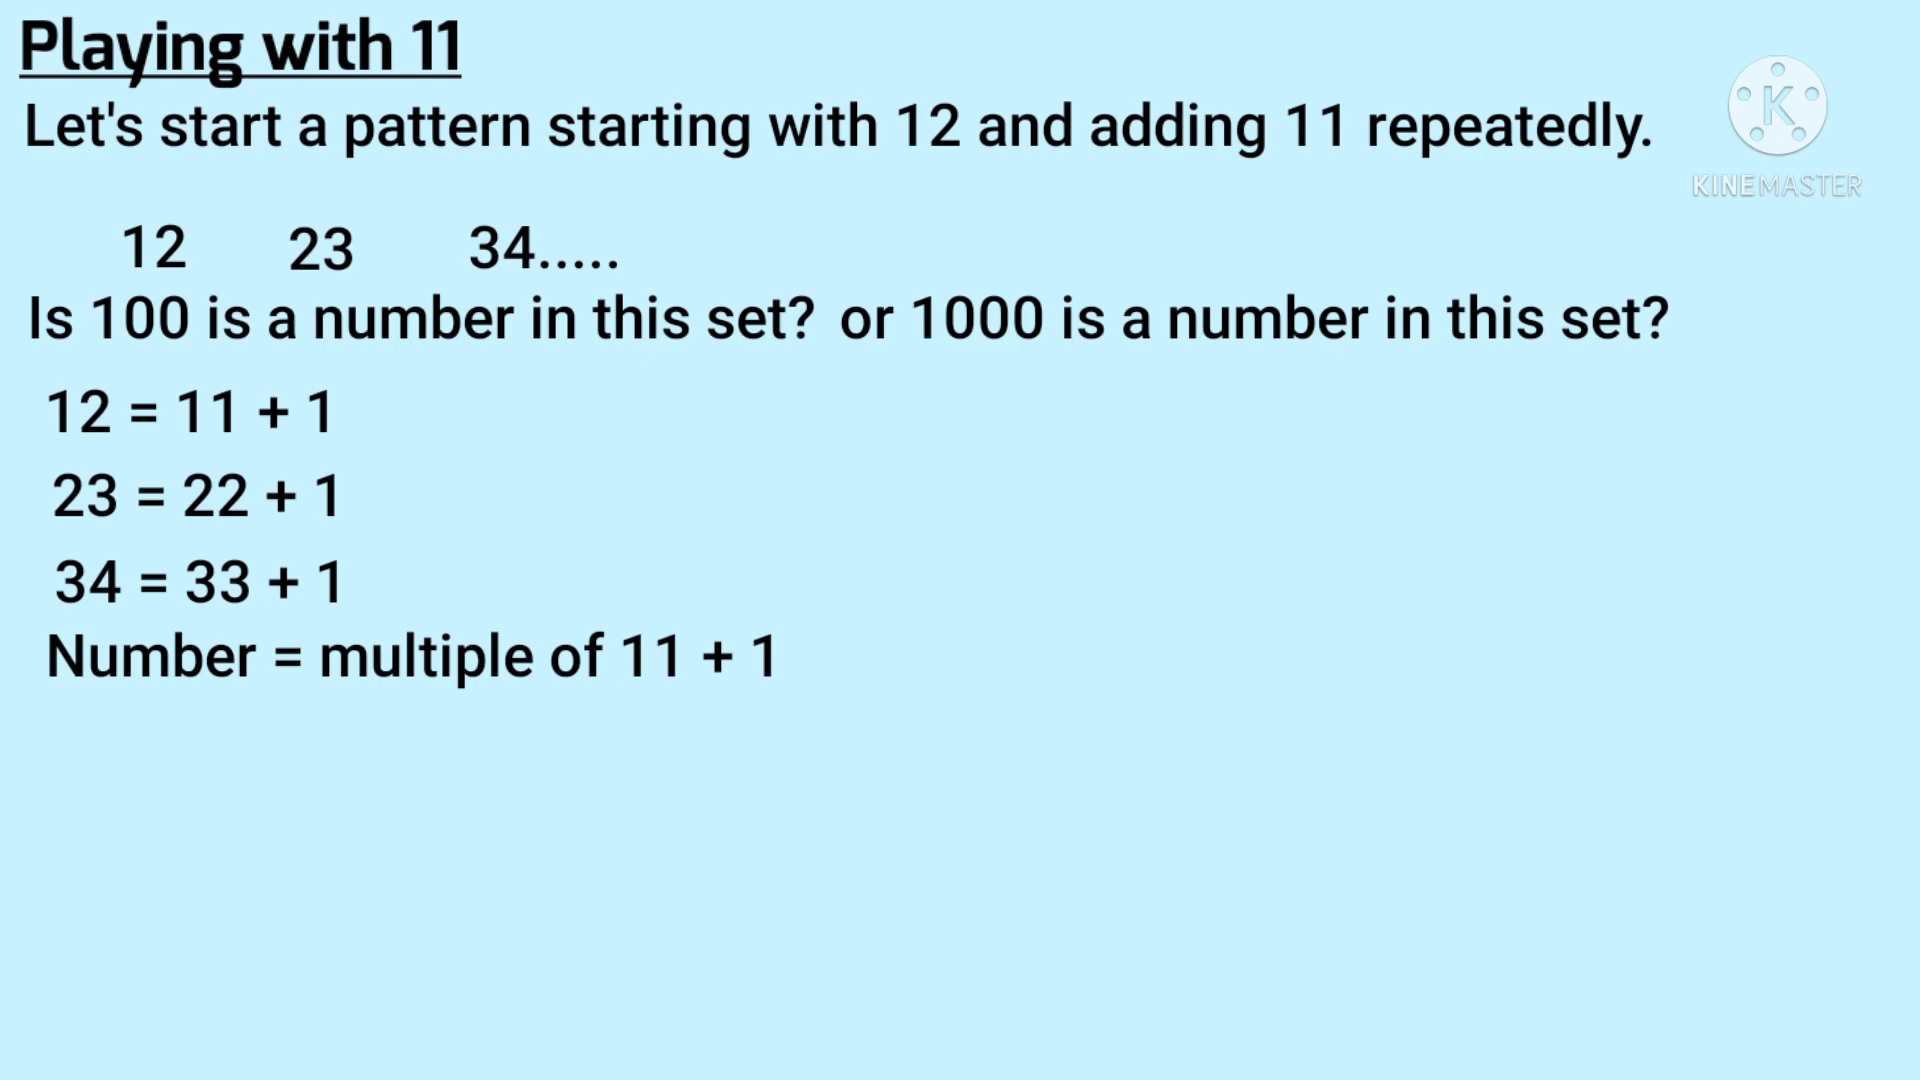 Playing with 11
Let's start a pattern starting with 12 and adding 11 repeatedly.
K
KINEMASTER
12 23 34.....
Is 100 is a number in this set? or 1000 is a number in this set?
12 = 11 + 1
23 = 22 + 1
34 = 33 + 1
Number = multiple of 11 + 1